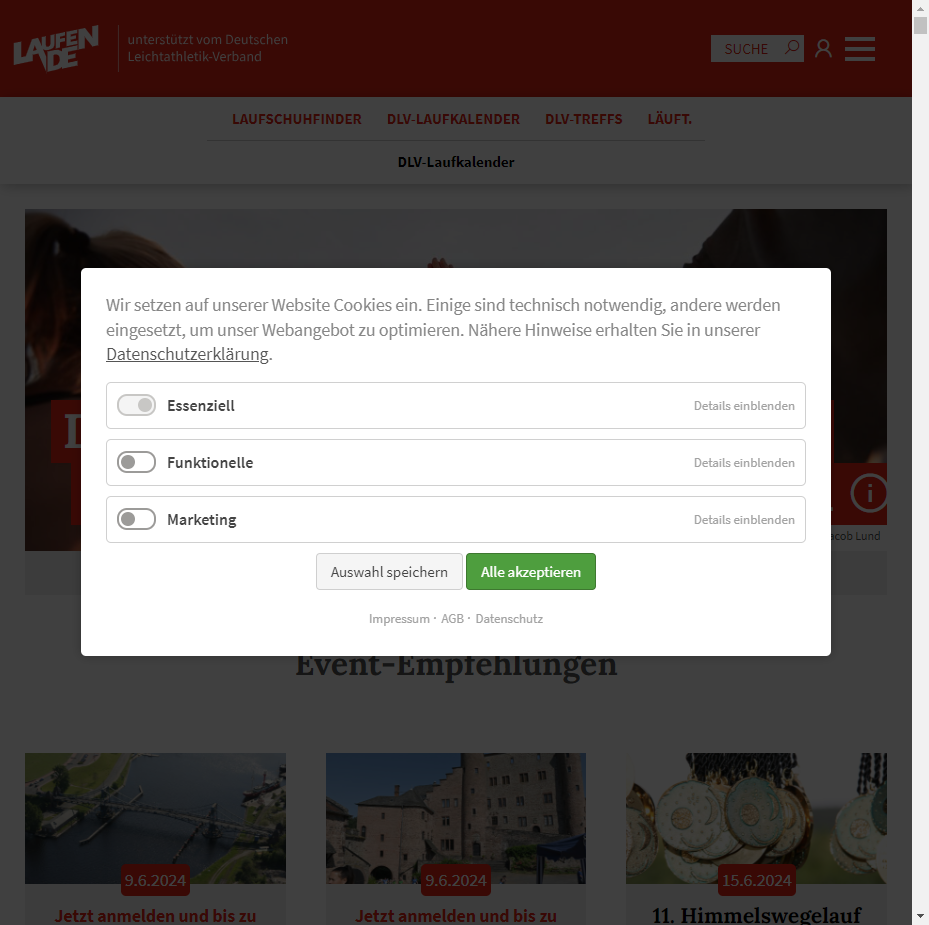 LAUFEN
DE
unterstützt vom Deutschen
Leichtathletik-Verband
SUCHE
LAUFSCHUHFINDER DLV-LAUFKALENDER DLV-TREFFS LÄUFT.
DLV-Laufkalender
Wir setzen auf unserer Website Cookies ein. Einige sind technisch notwendig, andere werden
eingesetzt, um unser Webangebot zu optimieren. Nähere Hinweise erhalten Sie in unserer
Datenschutzerklärung.
Essenziell Details einblenden
Funktionelle Details einblenden
Marketing Details einblenden
acob Lund
Auswahl speichern Alle akzeptieren
Impressum · AGB · Datenschutz
Event-Empfehlungen
9.6.2024 9.6.2024 15.6.2024
Jetzt anmelden und bis zu Jetzt anmelden und bis zu 11. Himmelswegelauf